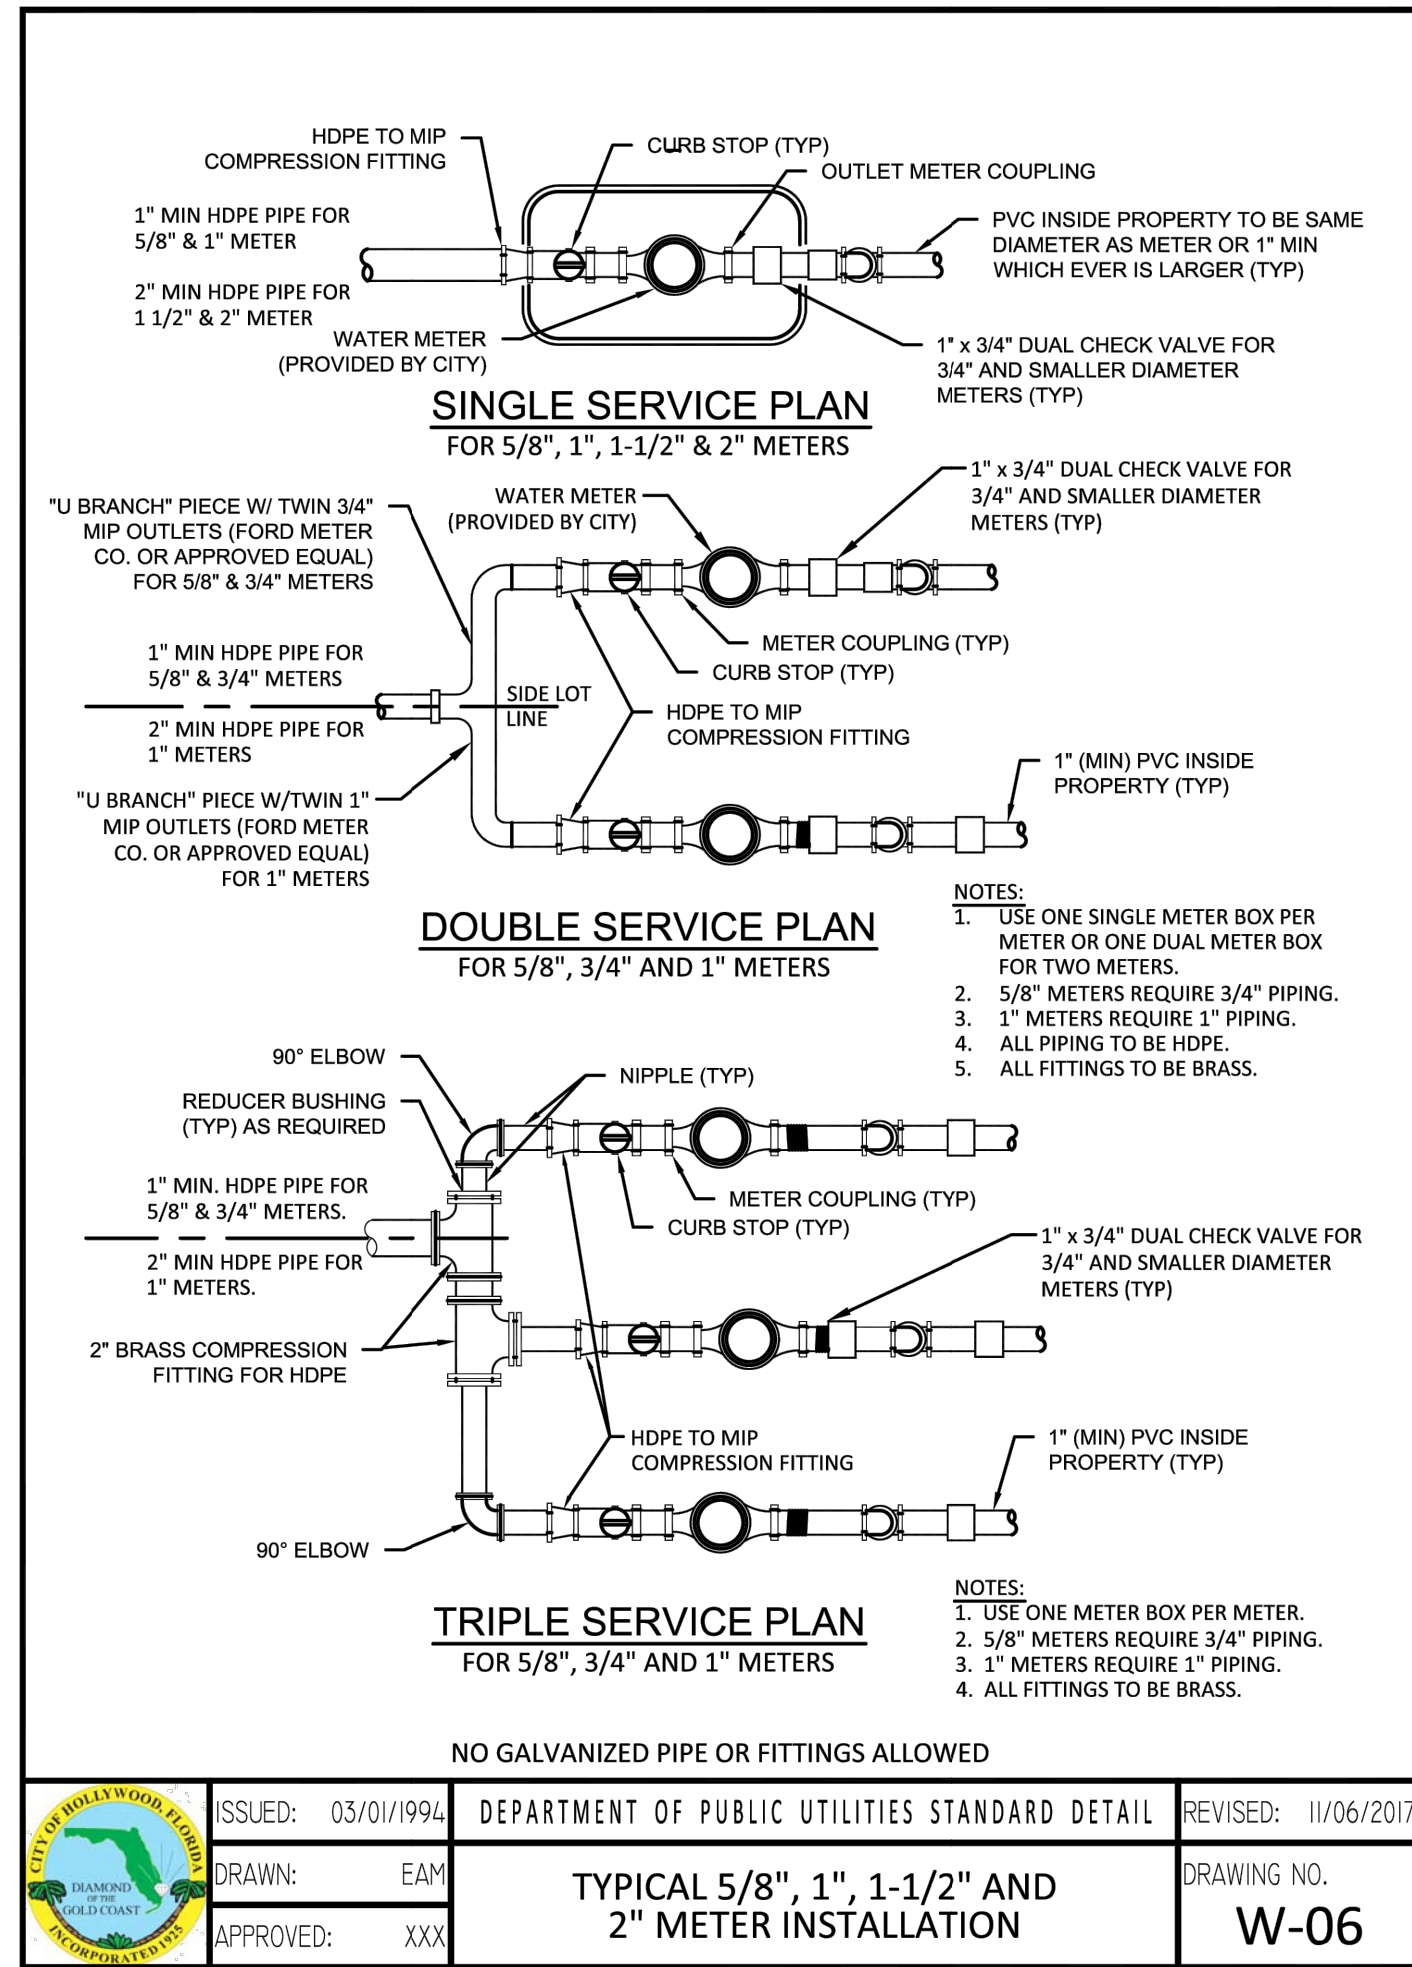 HDPE TO MIP
COMPRESSION FITTING
CURB STOP (TYP)
OUTLET METER COUPLING
1" MIN HDPE PIPE FOR
5/8" & 1" METER
PVC INSIDE PROPERTY TO BE SAME
DIAMETER AS METER OR 1" MIN
WHICH EVER IS LARGER (TYP)
2" MIN HDPE PIPE FOR
1 1/2" & 2" METER
WATER METER
(PROVIDED BY CITY)
1" x 3/4" DUAL CHECK VALVE FOR
3/4" AND SMALLER DIAMETER
METERS (TYP)
SINGLE SERVICE PLAN
FOR 5/8", 1", 1-1/2" & 2" METERS
"U BRANCH" PIECE W/ TWIN 3/4"
MIP OUTLETS (FORD METER
CO. OR APPROVED EQUAL)
FOR 5/8" & 3/4" METERS
WATER METER
(PROVIDED BY CITY)
1" x 3/4" DUAL CHECK VALVE FOR
3/4" AND SMALLER DIAMETER
METERS (TYP)
METER COUPLING (TYP)
CURB STOP (TYP)
1" MIN HDPE PIPE FOR
5/8" & 3/4" METERS
SIDE LOT
LINE
2" MIN HDPE PIPE FOR
1" METERS
HDPE TO MIP
COMPRESSION FITTING
"U BRANCH" PIECE W/TWIN 1"
MIP OUTLETS (FORD METER
CO. OR APPROVED EQUAL)
FOR 1" METERS
1" (MIN) PVC INSIDE
PROPERTY (TYP)
DOUBLE SERVICE PLAN
FOR 5/8", 3/4" AND 1" METERS
NOTES:
1. USE ONE SINGLE METER BOX PER
METER OR ONE DUAL METER BOX
FOR TWO METERS.
2. 5/8" METERS REQUIRE 3/4" PIPING.
3. 1" METERS REQUIRE 1" PIPING.
4. ALL PIPING TO BE HDPE.
5. ALL FITTINGS TO BE BRASS.
90° ELBOW
NIPPLE (TYP)
REDUCER BUSHING
(TYP) AS REQUIRED
1" MIN. HDPE PIPE FOR
5/8" & 3/4" METERS.
METER COUPLING (TYP)
CURB STOP (TYP)
2" MIN HDPE PIPE FOR
1" METERS.
1" x 3/4" DUAL CHECK VALVE FOR
3/4" AND SMALLER DIAMETER
METERS (TYP)
2" BRASS COMPRESSION
FITTING FOR HDPE
HDPE TO MIP
COMPRESSION FITTING
1" (MIN) PVC INSIDE
PROPERTY (TYP)
90° ELBOW
TRIPLE SERVICE PLAN
FOR 5/8", 3/4" AND 1" METERS
NOTES:
1. USE ONE METER BOX PER METER.
2. 5/8" METERS REQUIRE 3/4" PIPING.
3. 1" METERS REQUIRE 1" PIPING.
4. ALL FITTINGS TO BE BRASS.
NO GALVANIZED PIPE OR FITTINGS ALLOWED
CITY OF HOLLYWOOD, FLORIDA
DIAMOND
OF THE
GOLD COAST
INCORPORATED 1925
ISSUED: 03/01/1994
DRAWN: EAM
APPROVED: XXX
DEPARTMENT OF PUBLIC UTILITIES STANDARD DETAIL
TYPICAL 5/8", 1", 1-1/2" AND
2" METER INSTALLATION
REVISED: 11/06/2017
DRAWING NO.
W-06